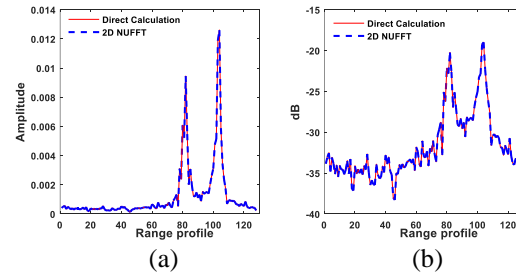 0.014
0.012
0.01
0.008
0.006
0.004
0.002
0
Amplitude
Direct Calculation
2D NUFFT
0 20 40 60 80 100 120
Range profile
(a)
-15
-20
-25
-30
-35
-40
dB
Direct Calculation
2D NUFFT
0 20 40 60 80 100 120
Range profile
(b)